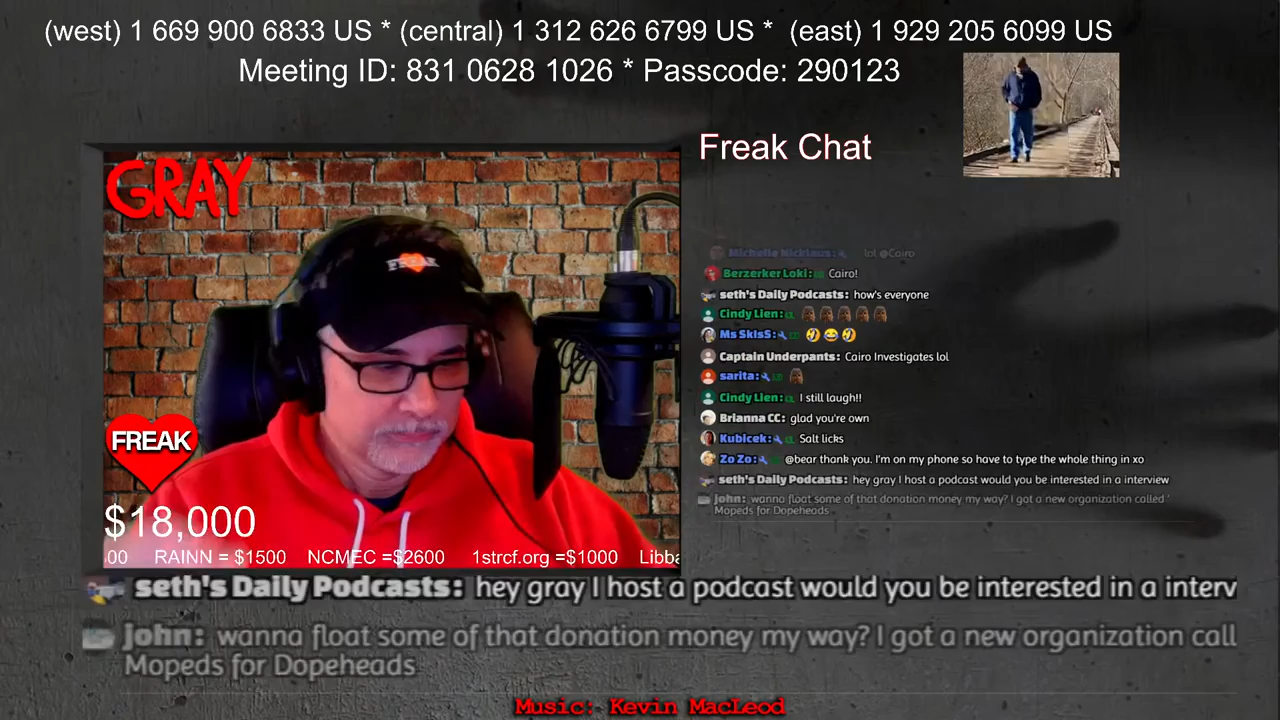 (west) 1 669 900 6833 US * (central) 1 312 626 6799 US * (east) 1 929 205 6099 US
Meeting ID: 831 0628 1026 * Passcode: 290123
GRAY
FREAK
FREAK
$18,000
.00 RAINN = $1500 NCMEC =$2600 1strcf.org =$1000 Libba
Freak Chat
Michelle Nicklaus: lol @Cairo
Berzerker Loki: Cairo!
seth's Daily Podcasts: how's everyone
Cindy Lien: 🗿🗿🗿🗿🗿
Ms SkisS: 🤣😂🤣
Captain Underpants: Cairo Investigates lol
sarita: 🗿
Cindy Lien: I still laugh!!
Brianna CC: glad you're own
Kubicek: Salt licks
Zo Zo: @bear thank you. I'm on my phone so have to type the whole thing in xo
seth's Daily Podcasts: hey gray I host a podcast would you be interested in a interview
john: wanna float some of that donation money my way? I got a new organization called
Mopeds for Dopeheads
seth's Daily Podcasts: hey gray I host a podcast would you be interested in a interv
john: wanna float some of that donation money my way? I got a new organization call
Mopeds for Dopeheads
Music: Kevin MacLeod